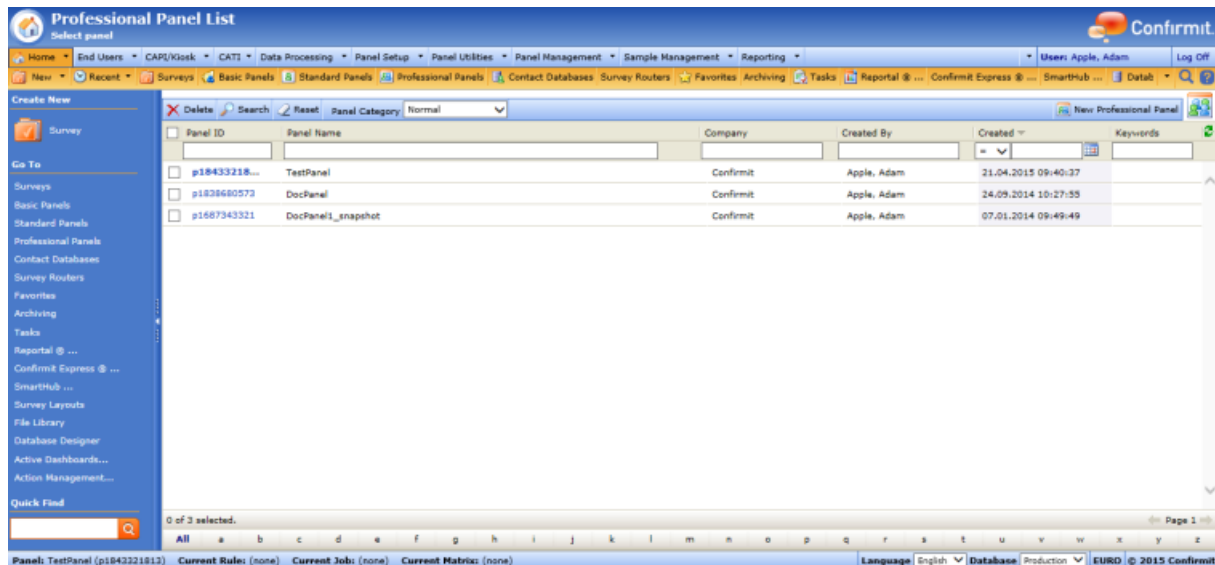 Professional Panel List
Select panel
Confirmit.
Home End Users CAPI/Kiosk CATI Data Processing Panel Setup Panel Utilities Panel Management Sample Management Reporting User: Apple, Adam Log Off
New Recent Surveys Basic Panels Standard Panels Professional Panels Contact Databases Survey Routers Favorites Archiving Tasks Reportal ® ... Confirmit Express ® ... SmartHub ... Datab
Create New
Survey
Go To
Surveys
Basic Panels
Standard Panels
Professional Panels
Contact Databases
Survey Routers
Favorites
Archiving
Tasks
Reportal ® ...
Confirmit Express ® ...
SmartHub ...
Survey Layouts
File Library
Database Designer
Active Dashboards...
Action Management...
Quick Find
Delete Search Reset Panel Category Normal New Professional Panel
Panel ID Panel Name Company Created By Created Keywords
=
p18433218... TestPanel Confirmit Apple, Adam 21.04.2015 09:40:37
p1838680573 DocPanel Confirmit Apple, Adam 24.09.2014 10:27:55
p1687343321 DocPanel1_snapshot Confirmit Apple, Adam 07.01.2014 09:49:49
0 of 3 selected. Page 1
All a b c d e f g h i j k l m n o p q r s t u v w x y z
Panel: TestPanel (p1843321813) Current Rule: (none) Current Job: (none) Current Matrix: (none) Language English Database Production EURO © 2015 Confirmit